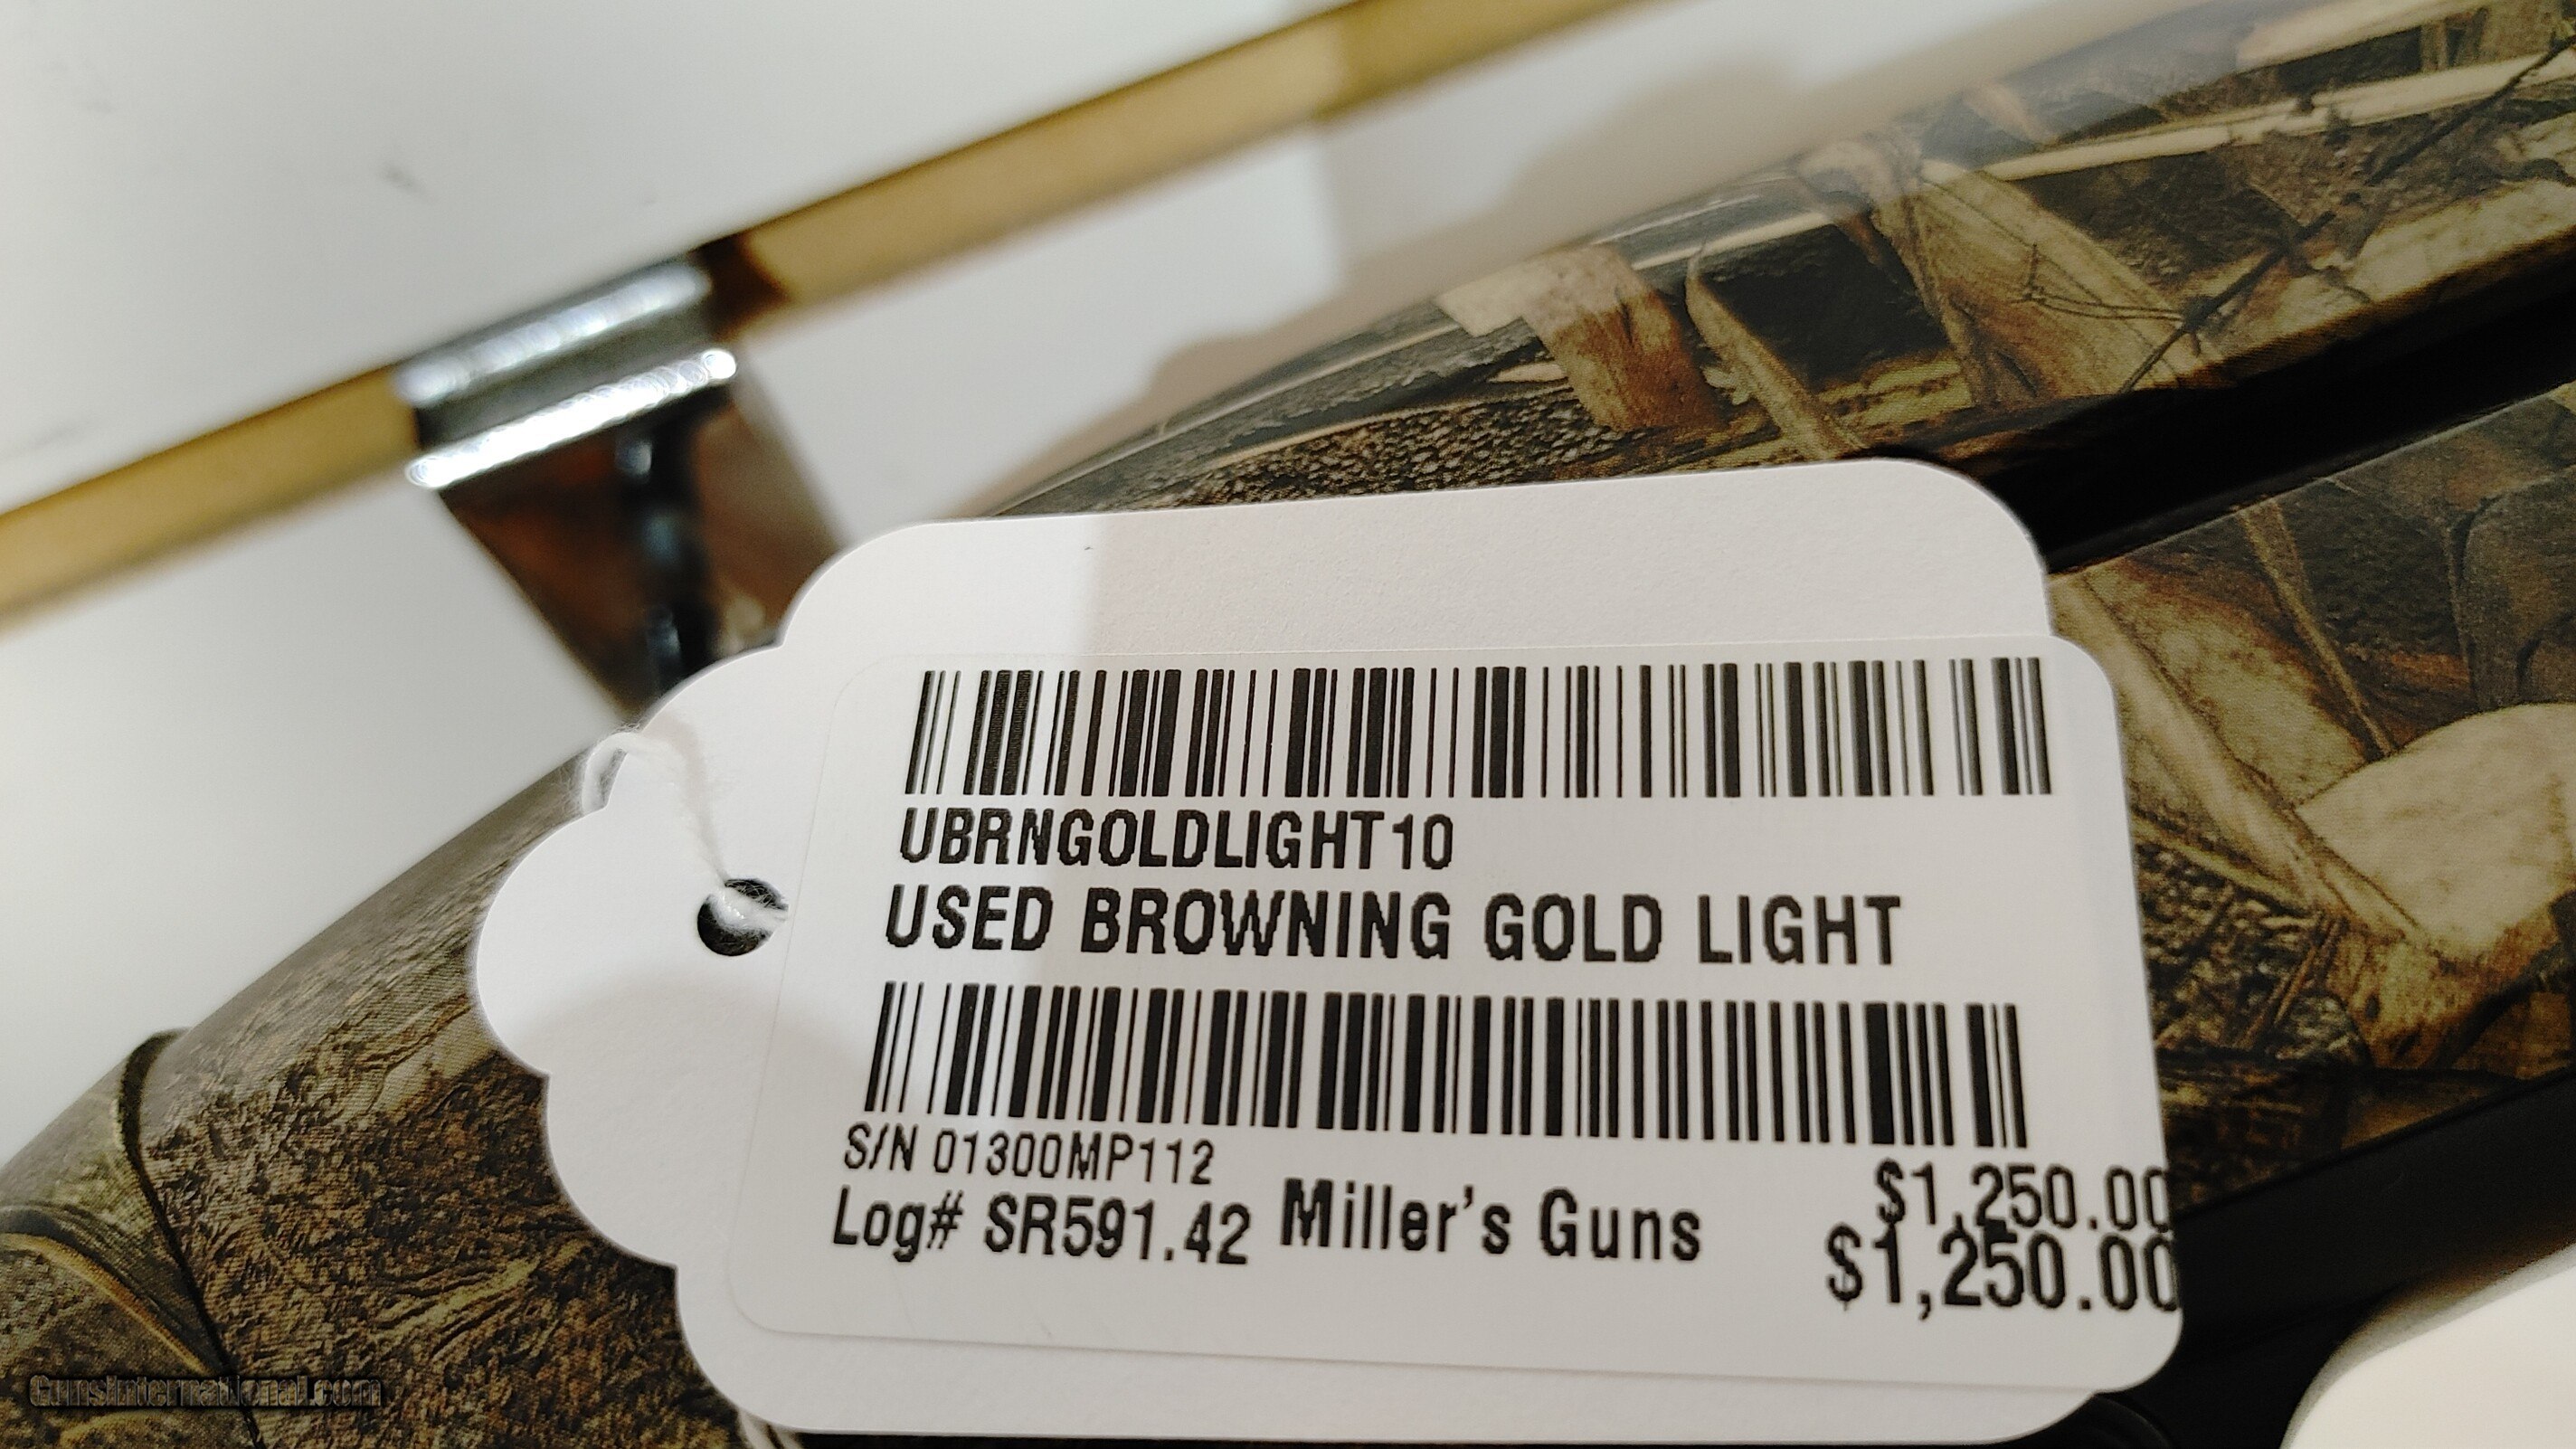 UBRNGOLDLIGHT10
USED BROWNING GOLD LIGHT
S/N 01300MP112
$1,250.00
Log# SR591.42 Miller's Guns
$1,250.00
GunsInternational.com